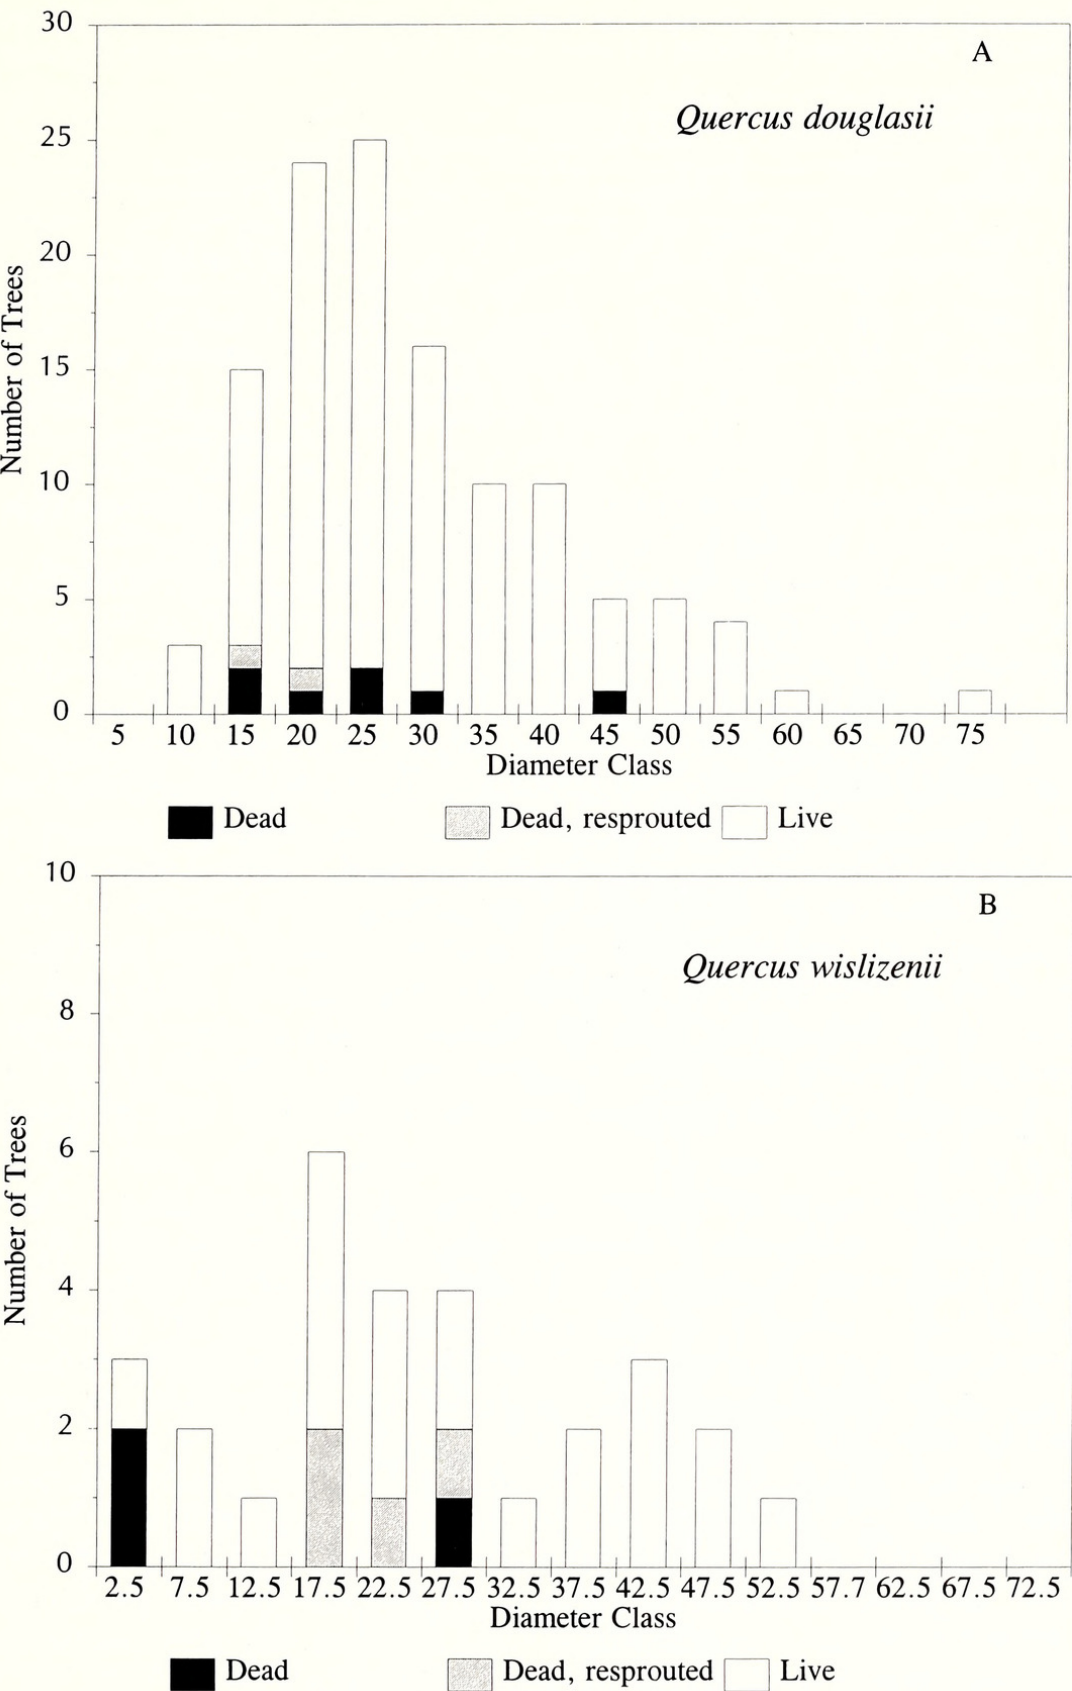 30
A
Quercus douglasii
25
20
15
10
5
0
Number of Trees
5 10 15 20 25 30 35 40 45 50 55 60 65 70 75
Diameter Class
Dead Dead, resprouted Live
10
B
Quercus wislizenii
8
6
4
2
0
Number of Trees
2.5 7.5 12.5 17.5 22.5 27.5 32.5 37.5 42.5 47.5 52.5 57.7 62.5 67.5 72.5
Diameter Class
Dead Dead, resprouted Live